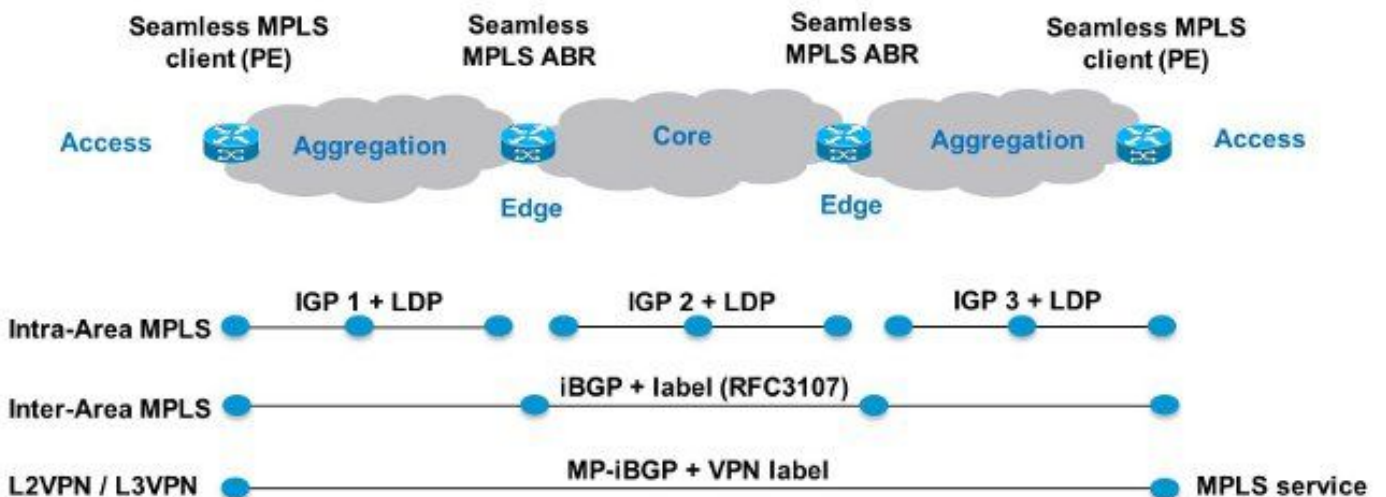 Seamless MPLS
client (PE)
Seamless
MPLS ABR
Seamless
MPLS ABR
Seamless MPLS
client (PE)
Access
Aggregation
Core
Aggregation
Access
Edge
Edge
Intra-Area MPLS
IGP 1 + LDP
IGP 2 + LDP
IGP 3 + LDP
Inter-Area MPLS
iBGP + label (RFC3107)
L2VPN / L3VPN
MP-iBGP + VPN label
MPLS service